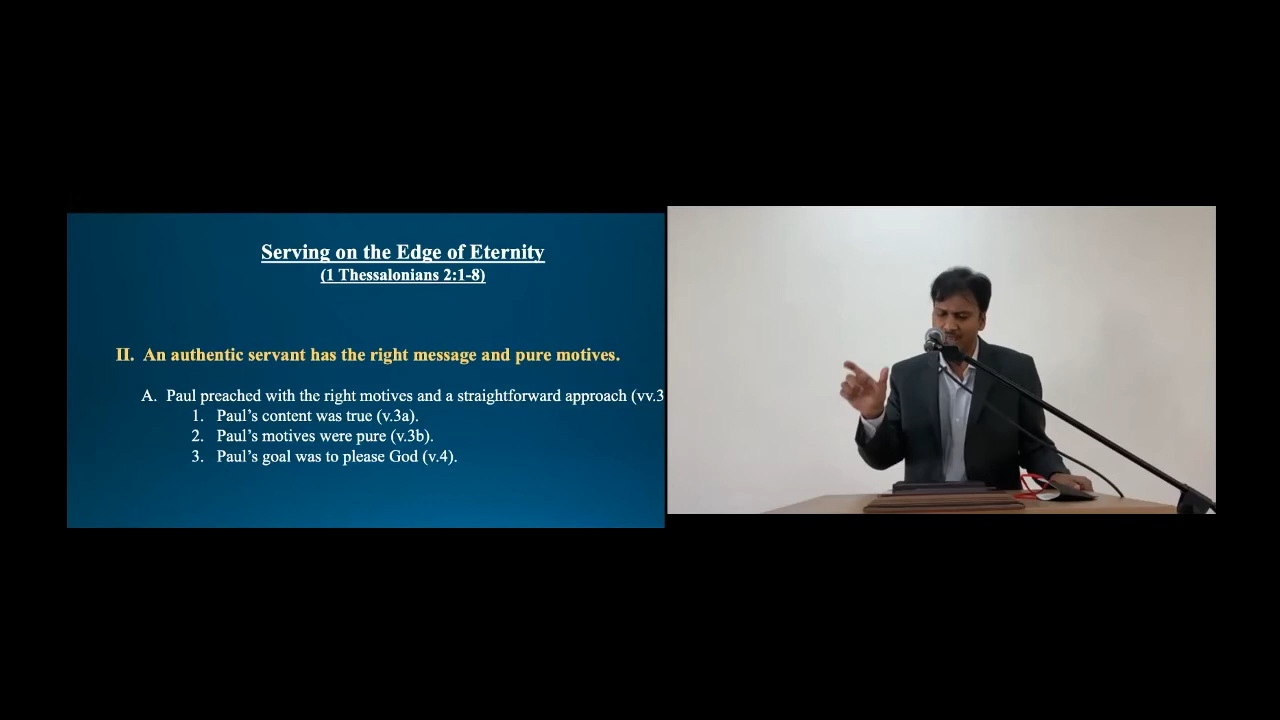 Serving on the Edge of Eternity
(1 Thessalonians 2:1-8)
II. An authentic servant has the right message and pure motives.
A. Paul preached with the right motives and a straightforward approach (vv.3
1. Paul’s content was true (v.3a).
2. Paul’s motives were pure (v.3b).
3. Paul’s goal was to please God (v.4).